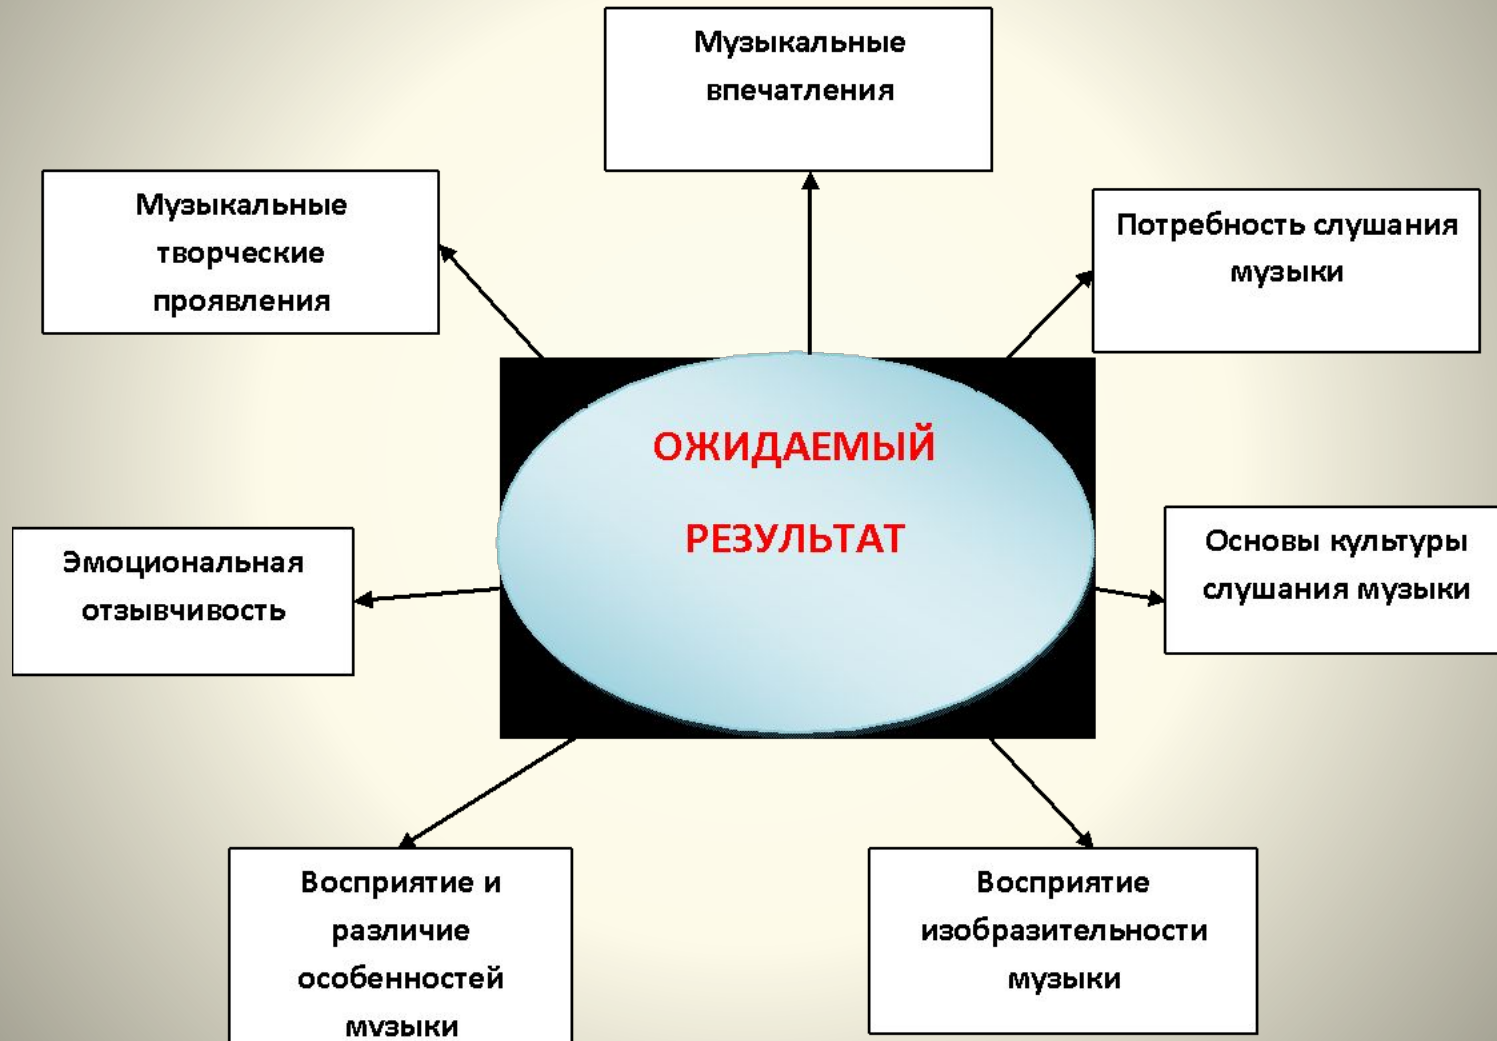 Музыкальные
впечатления
Музыкальные
творческие
проявления
Потребность слушания
музыки
ОЖИДАЕМЫЙ
РЕЗУЛЬТАТ
Эмоциональная
отзывчивость
Основы культуры
слушания музыки
Восприятие и
различие
особенностей
музыки
Восприятие
изобразительности
музыки